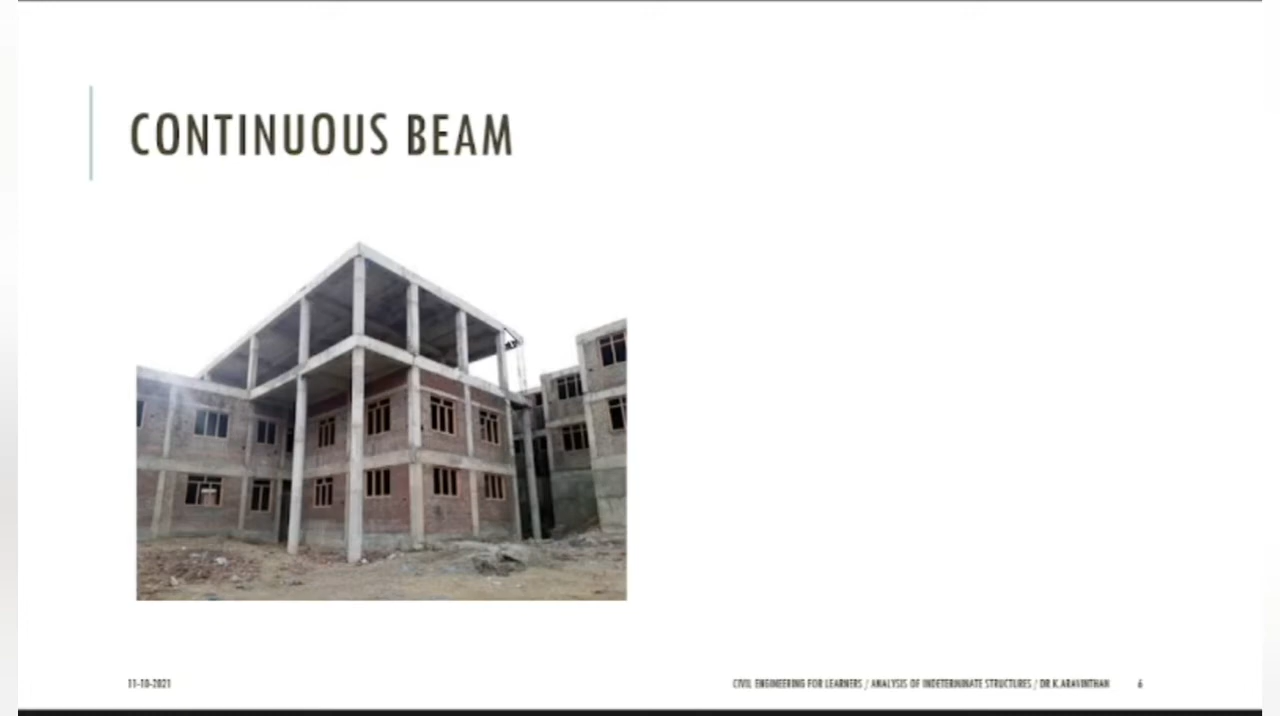 CONTINUOUS BEAM
11-10-2021
CIVIL ENGINEERING FOR LEARNERS / ANALYSIS OF INDETERMINATE STRUCTURES / DR K.ARAVINTHAN
6